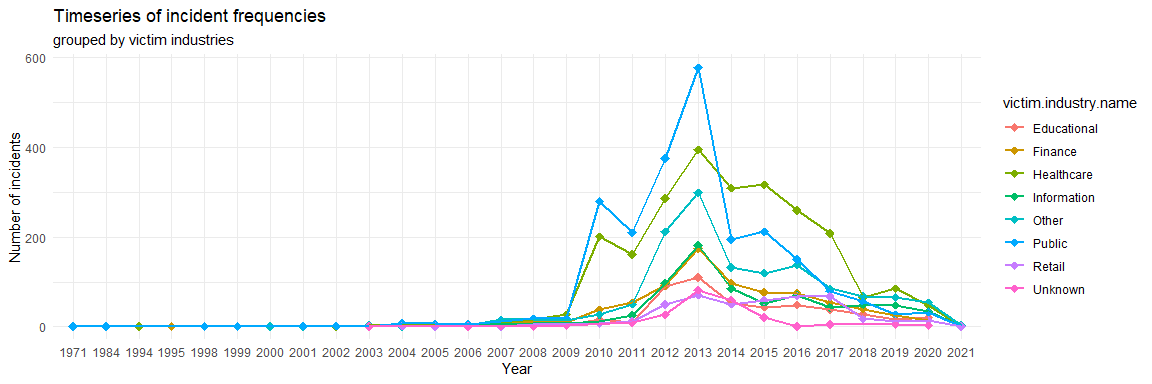 Timeseries of incident frequencies
grouped by victim industries
Number of incidents
600
400
200
0
1971 1984 1994 1995 1998 1999 2000 2001 2002 2003 2004 2005 2006 2007 2008 2009 2010 2011 2012 2013 2014 2015 2016 2017 2018 2019 2020 2021
Year
victim.industry.name
Educational
Finance
Healthcare
Information
Other
Public
Retail
Unknown